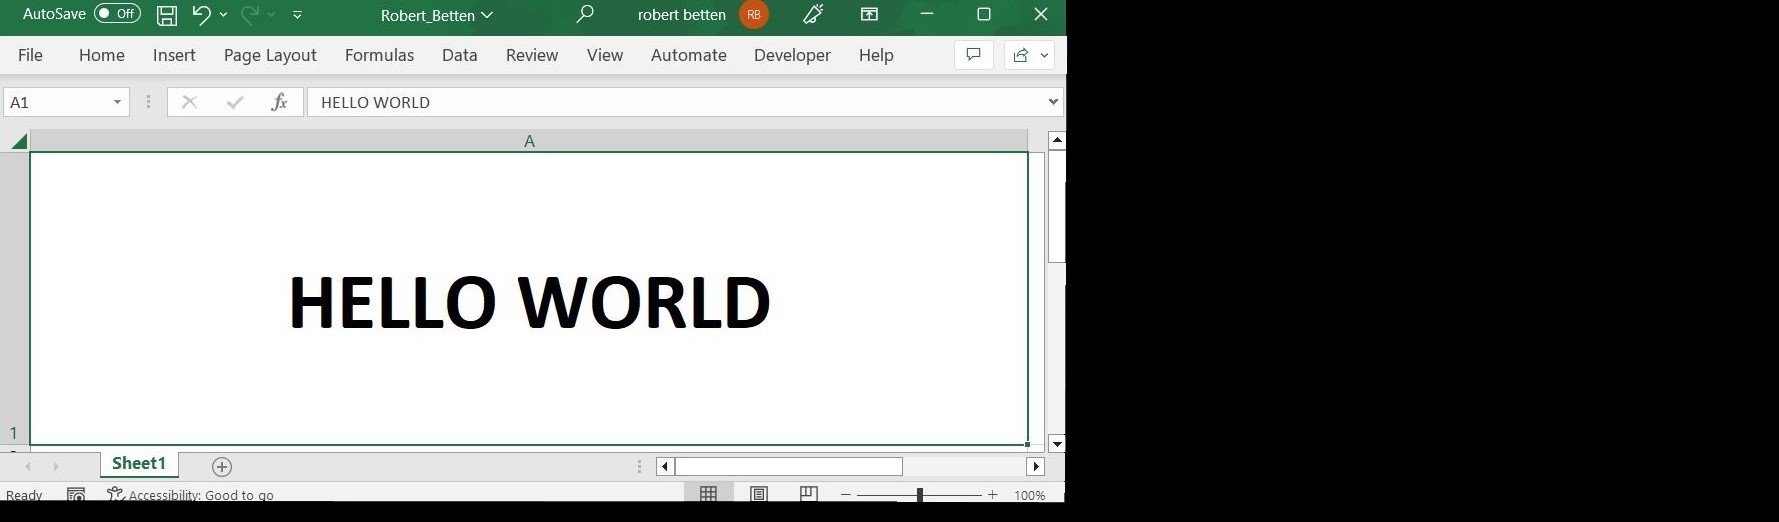 AutoSave Off Robert_Betten robert betten RB
File Home Insert Page Layout Formulas Data Review View Automate Developer Help
A1 fx HELLO WORLD
A
HELLO WORLD
1
Sheet1
Ready Accessibility: Good to go 100%